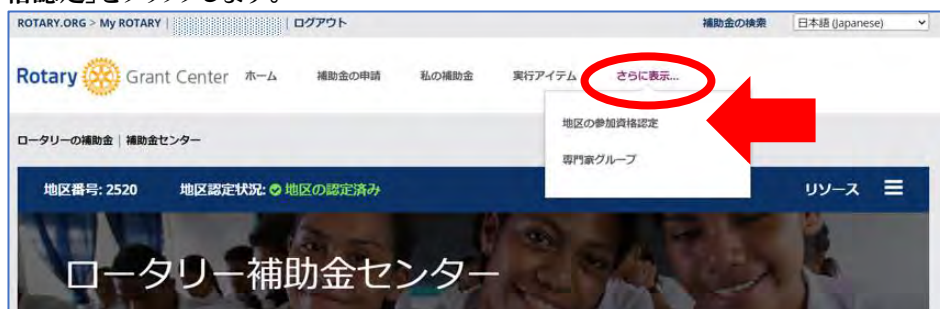 ROTARY.ORG > My ROTARY | | ログアウト 補助金の検索 日本語 (Japanese)
Rotary Grant Center ホーム 補助金の申請 私の補助金 実行アイテム さらに表示...
地区の参加資格認定
ロータリーの補助金 | 補助金センター
専門家グループ
地区番号: 2520 地区認定状況: 地区の認定済み リソース
ロータリー補助金センター